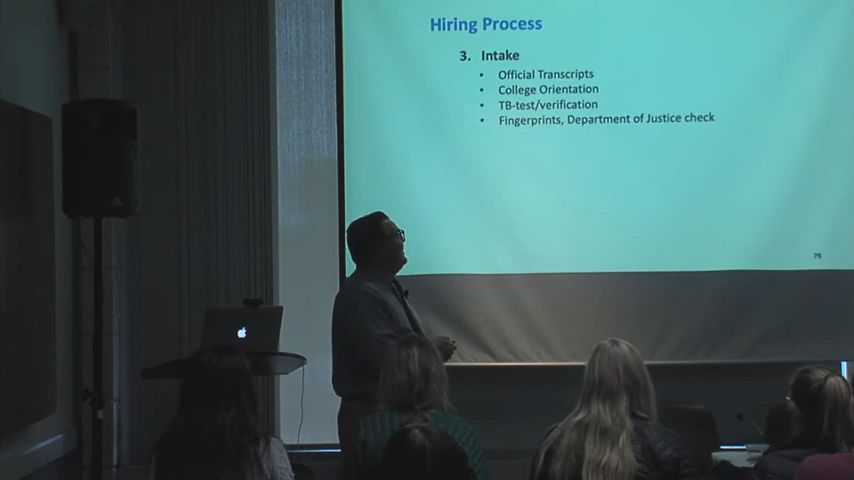 Hiring Process
3. Intake
• Official Transcripts
• College Orientation
• TB-test/verification
• Fingerprints, Department of Justice check
75